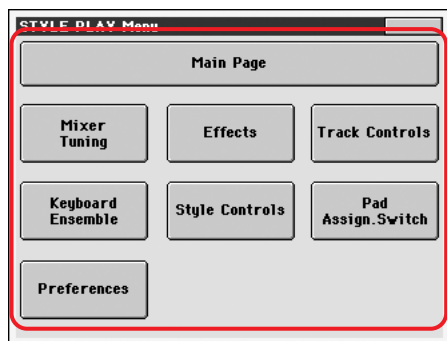 STYLE PLAY Menu
Main Page
Mixer
Tuning
Effects
Track Controls
Keyboard
Ensemble
Style Controls
Pad
Assign.Switch
Preferences